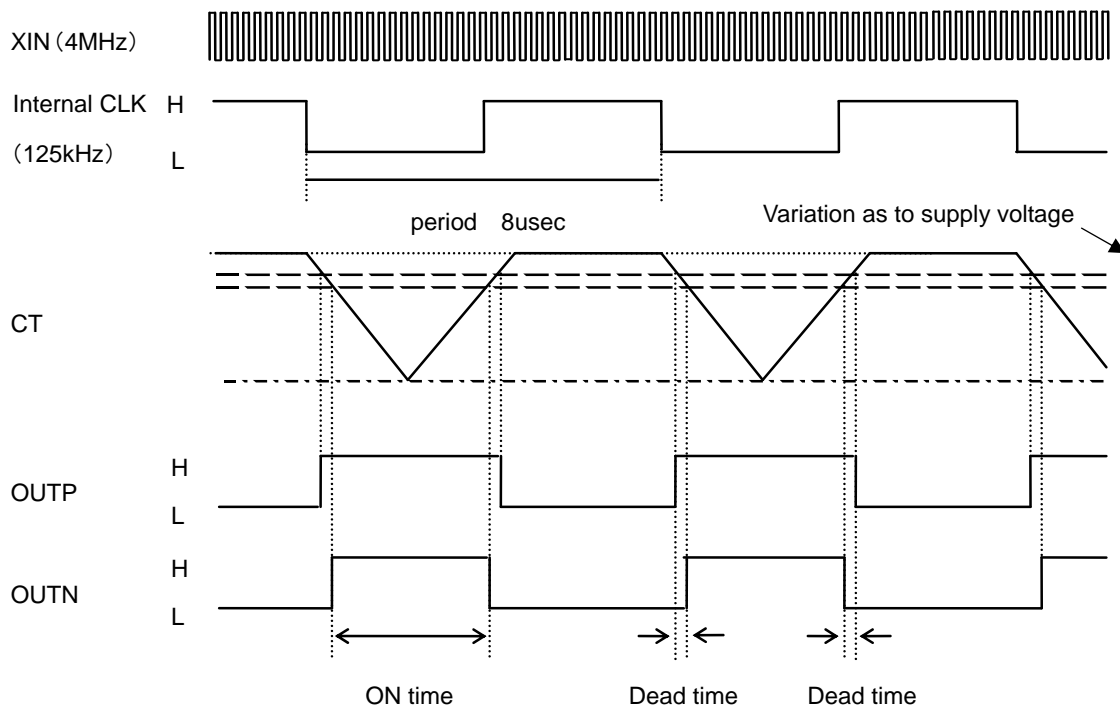 XIN（4MHz）
Internal CLK H
（125kHz） L
period 8usec
Variation as to supply voltage
CT
H
OUTP
L
H
OUTN
L
ON time Dead time Dead time